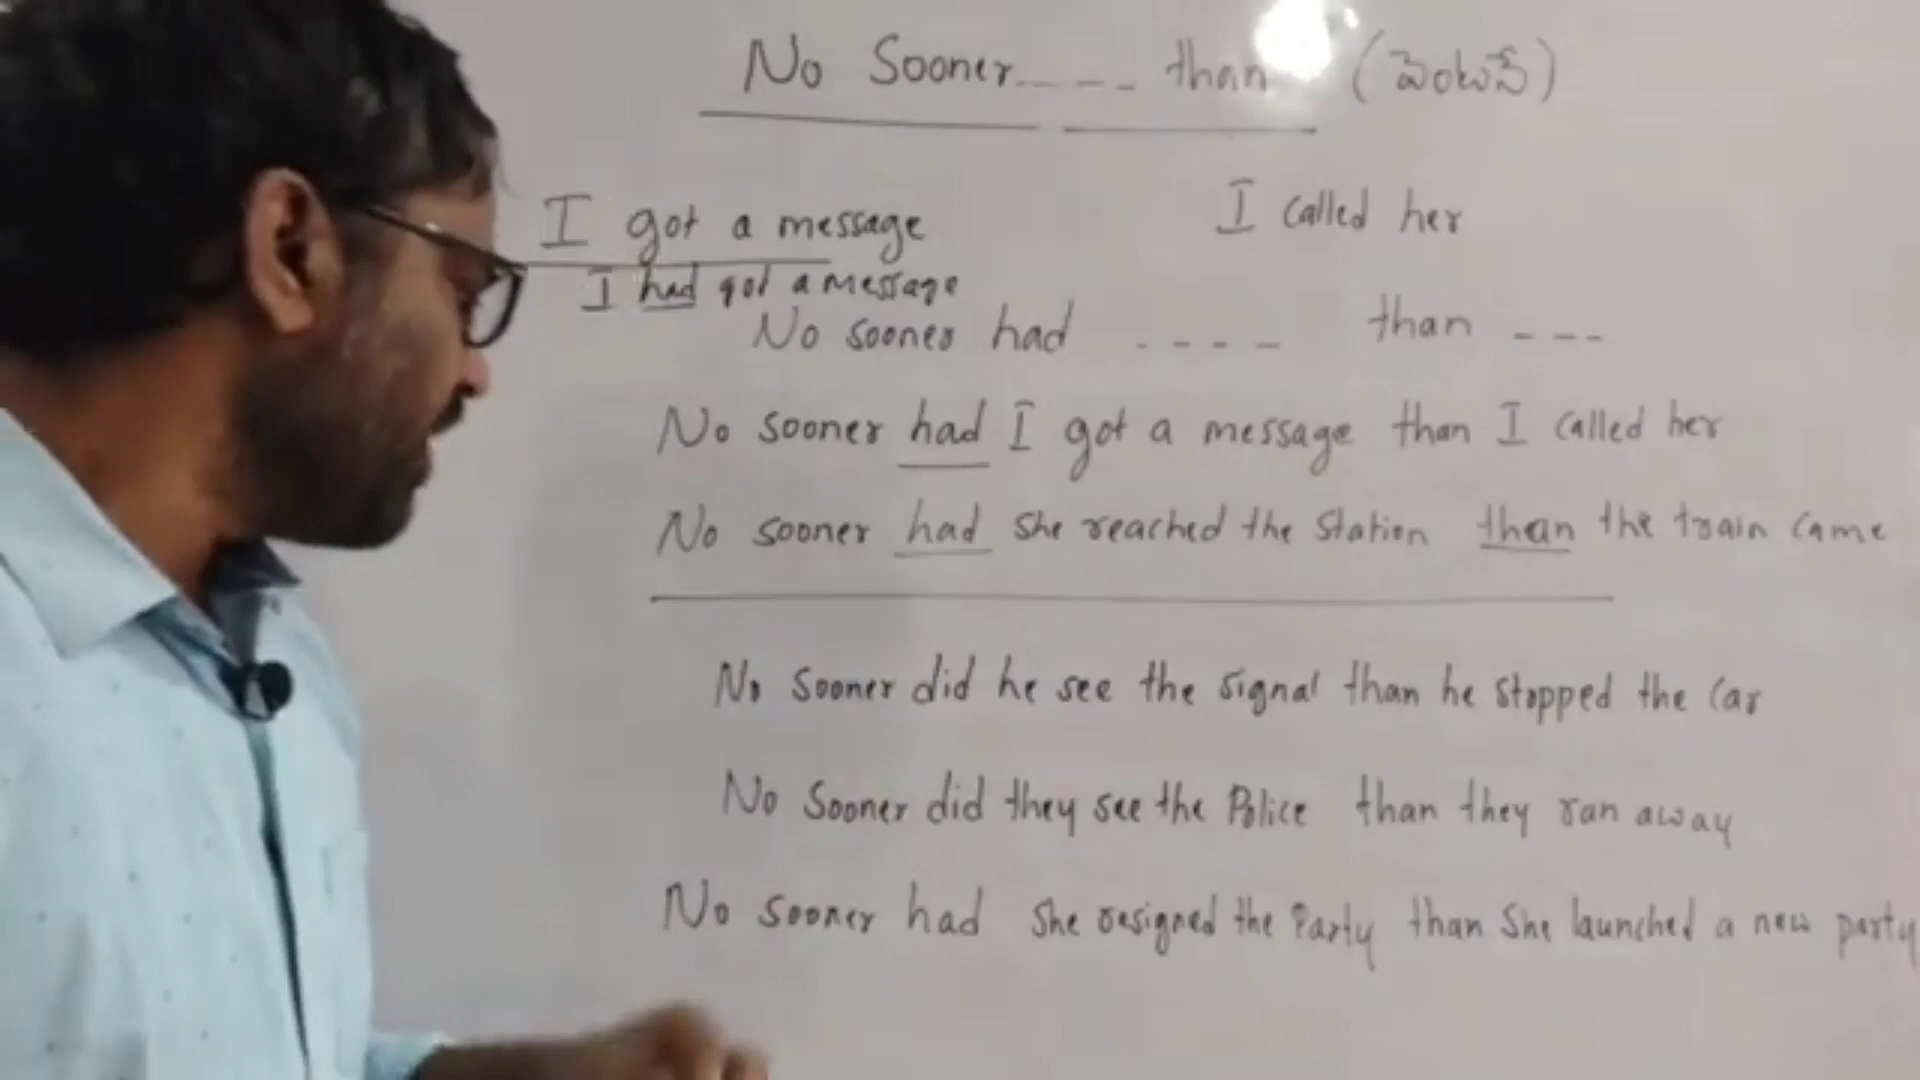 No Sooner.... than (వెంటనే)
I got a message I called her
I had got a message
No sooner had .... than ...
No sooner had I got a message than I called her
No sooner had she reached the station than the train came
No sooner did he see the signal than he stopped the car
No sooner did they see the Police than they ran away
No sooner had she resigned the Party than she launched a new party